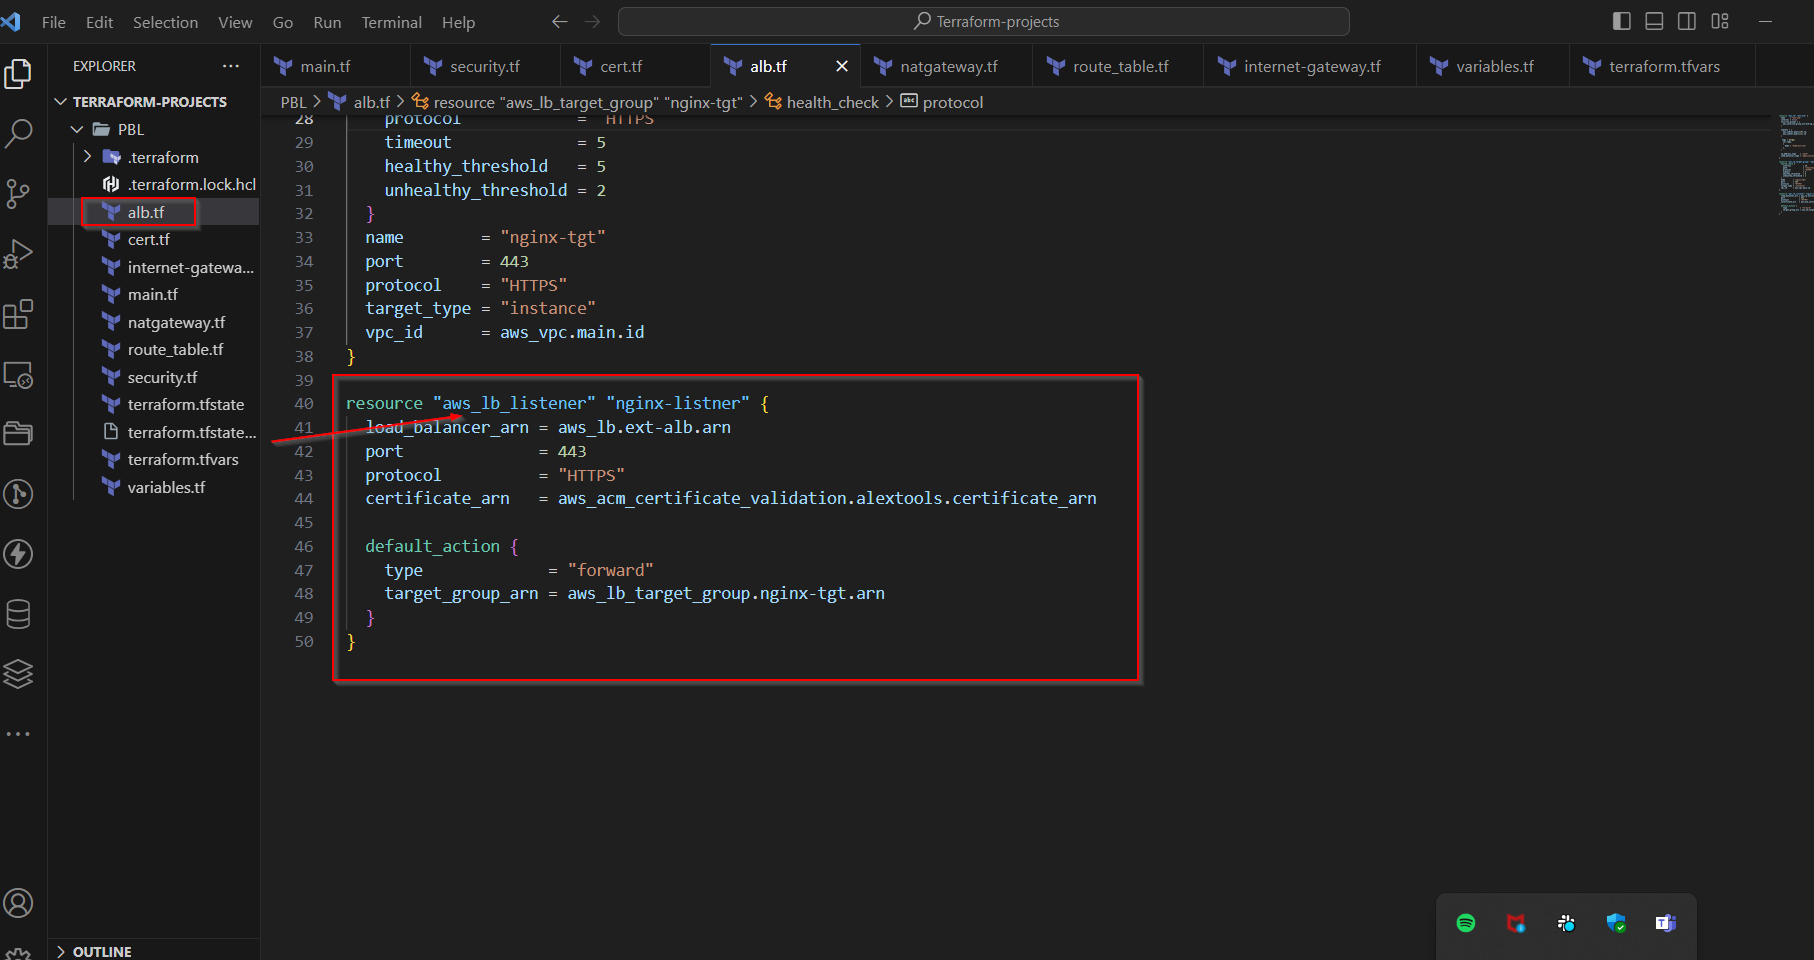 File Edit Selection View Go Run Terminal Help
Terraform-projects
EXPLORER
TERRAFORM-PROJECTS
PBL
.terraform
.terraform.lock.hcl
alb.tf
cert.tf
internet-gatewa...
main.tf
natgateway.tf
route_table.tf
security.tf
terraform.tfstate
terraform.tfstate...
terraform.tfvars
variables.tf
OUTLINE
main.tf security.tf cert.tf alb.tf natgateway.tf route_table.tf internet-gateway.tf variables.tf terraform.tfvars
PBL > alb.tf > resource "aws_lb_target_group" "nginx-tgt" > health_check > abc protocol
28 protocol = "HTTPS"
29 timeout = 5
30 healthy_threshold = 5
31 unhealthy_threshold = 2
32 }
33 name = "nginx-tgt"
34 port = 443
35 protocol = "HTTPS"
36 target_type = "instance"
37 vpc_id = aws_vpc.main.id
38 }
39
40 resource "aws_lb_listener" "nginx-listner" {
41 load_balancer_arn = aws_lb.ext-alb.arn
42 port = 443
43 protocol = "HTTPS"
44 certificate_arn = aws_acm_certificate_validation.alextools.certificate_arn
45
46 default_action {
47 type = "forward"
48 target_group_arn = aws_lb_target_group.nginx-tgt.arn
49 }
50 }